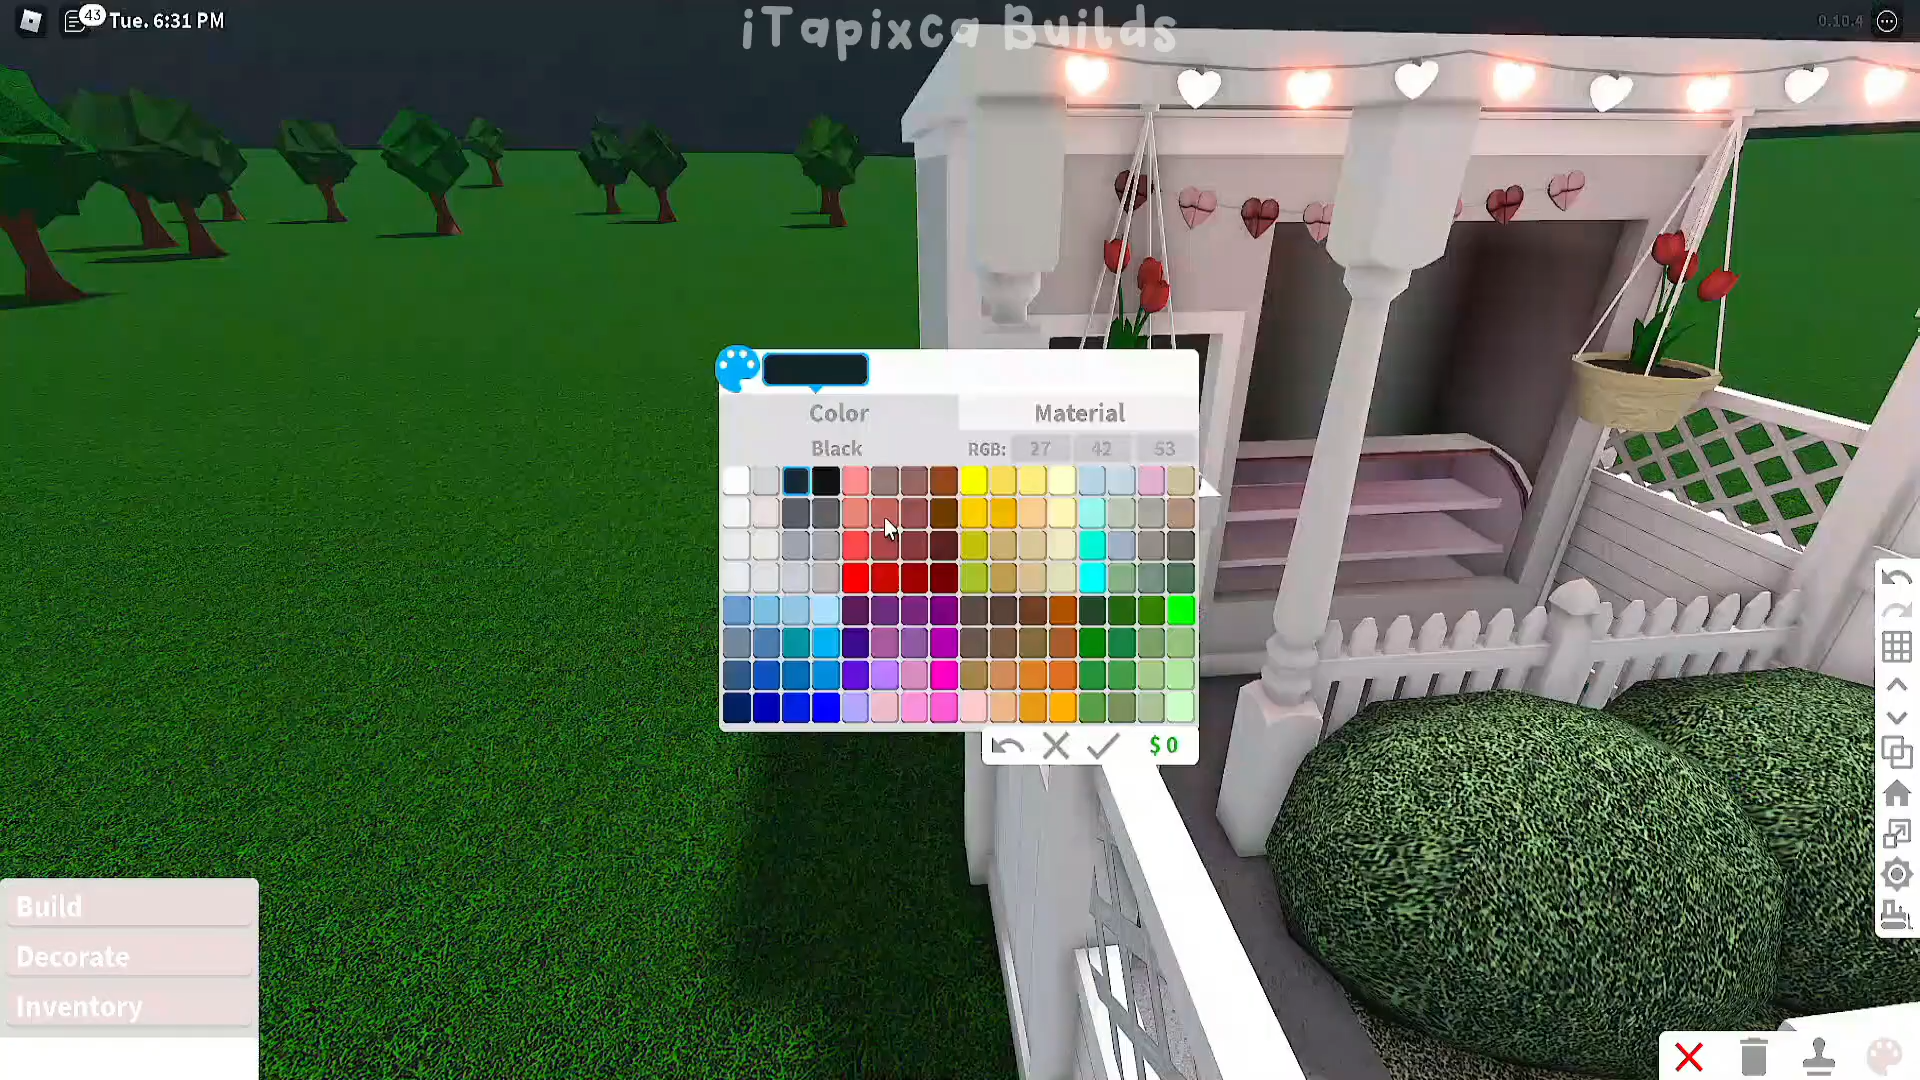 43 Tue. 6:31 PM
iTapixca Builds
0.10.4
Color
Material
Black
RGB: 27 42 53
$ 0
Build
Decorate
Inventory